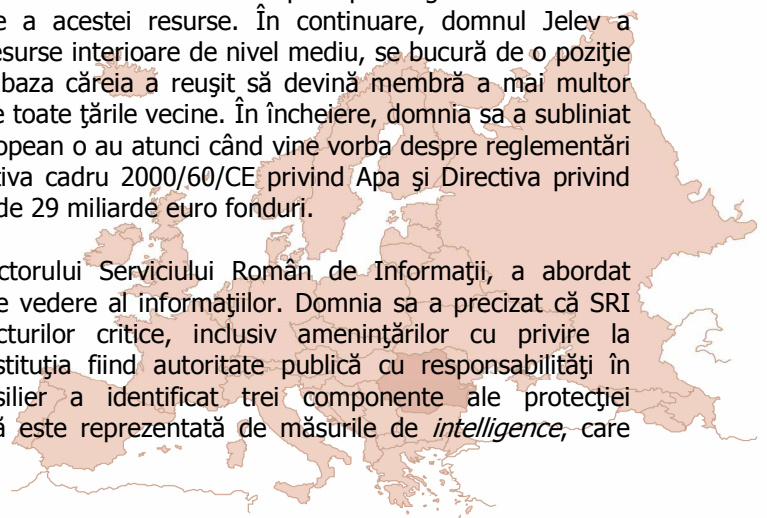 e a acestei resurse. În continuare, domnul Jelev a
esurse interioare de nivel mediu, se bucură de o poziţie
baza căreia a reuşit să devină membră a mai multor
e toate ţările vecine. În încheiere, domnia sa a subliniat
opean o au atunci când vine vorba despre reglementări
tiva cadru 2000/60/CE privind Apa şi Directiva privind
de 29 miliarde euro fonduri.
ctorului Serviciului Român de Informaţii, a abordat
e vedere al informaţiilor. Domnia sa a precizat că SRI
cturilor critice, inclusiv ameninţărilor cu privire la
stituţia fiind autoritate publică cu responsabilităţi în
silier a identificat trei componente ale protecţiei
ă este reprezentată de măsurile de intelligence, care